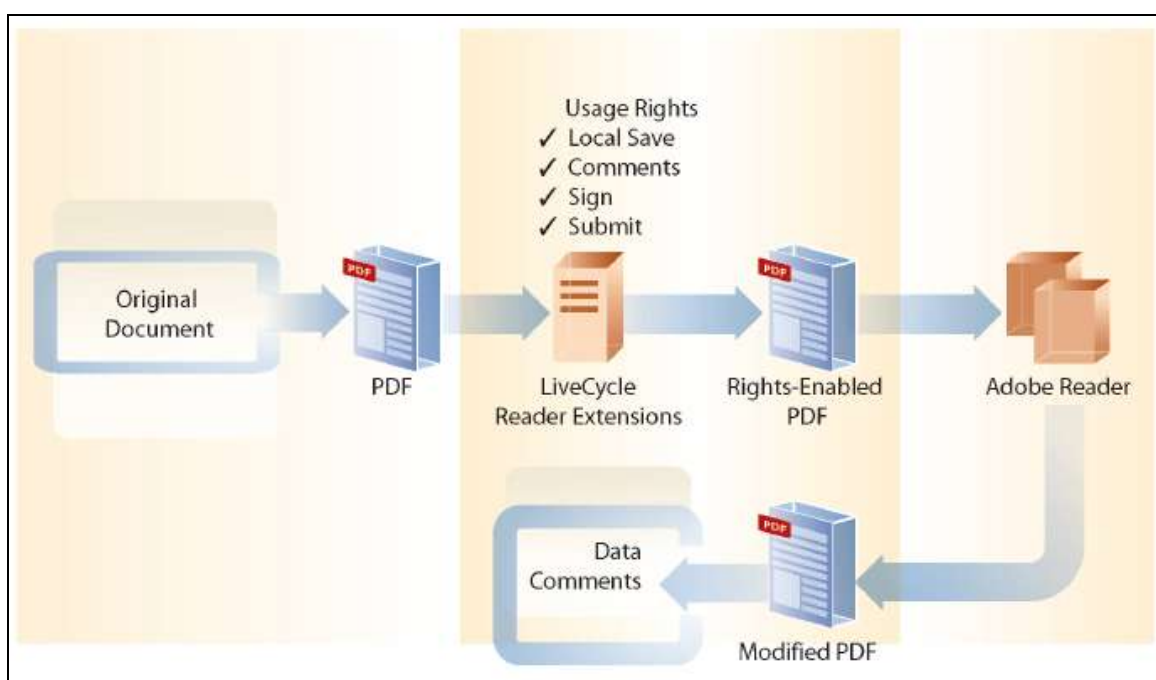 Usage Rights
✓ Local Save
✓ Comments
✓ Sign
✓ Submit
Original
Document
PDF
PDF
PDF
LiveCycle
Reader Extensions
PDF
Rights-Enabled
PDF
Adobe Reader
Data
Comments
PDF
Modified PDF